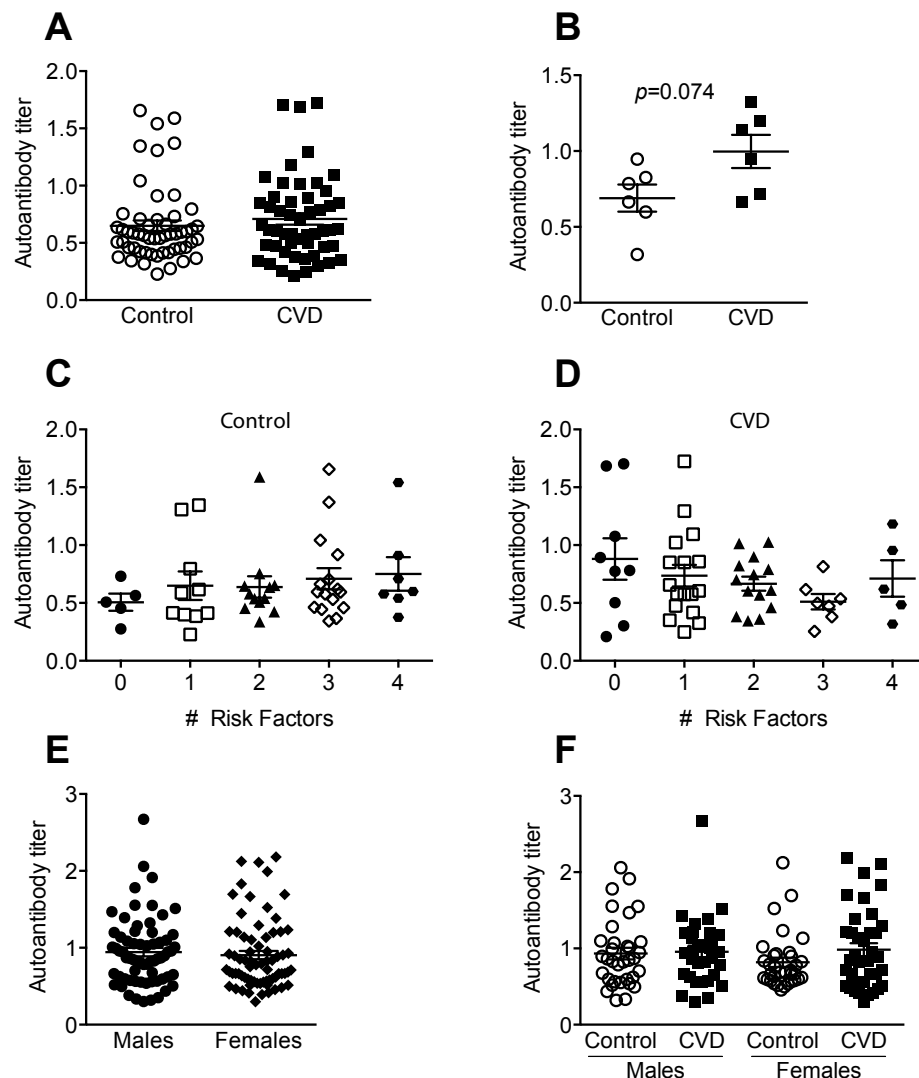 A
Autoantibody titer
2.0
1.5
1.0
0.5
0.0
Control CVD
B
Autoantibody titer
1.5
1.0
0.5
0.0
p=0.074
Control CVD
C
Control
Autoantibody titer
2.0
1.5
1.0
0.5
0.0
0 1 2 3 4
# Risk Factors
D
CVD
Autoantibody titer
2.0
1.5
1.0
0.5
0.0
0 1 2 3 4
# Risk Factors
E
Autoantibody titer
3
2
1
0
Males Females
F
Autoantibody titer
3
2
1
0
Control CVD Control CVD
Males Females